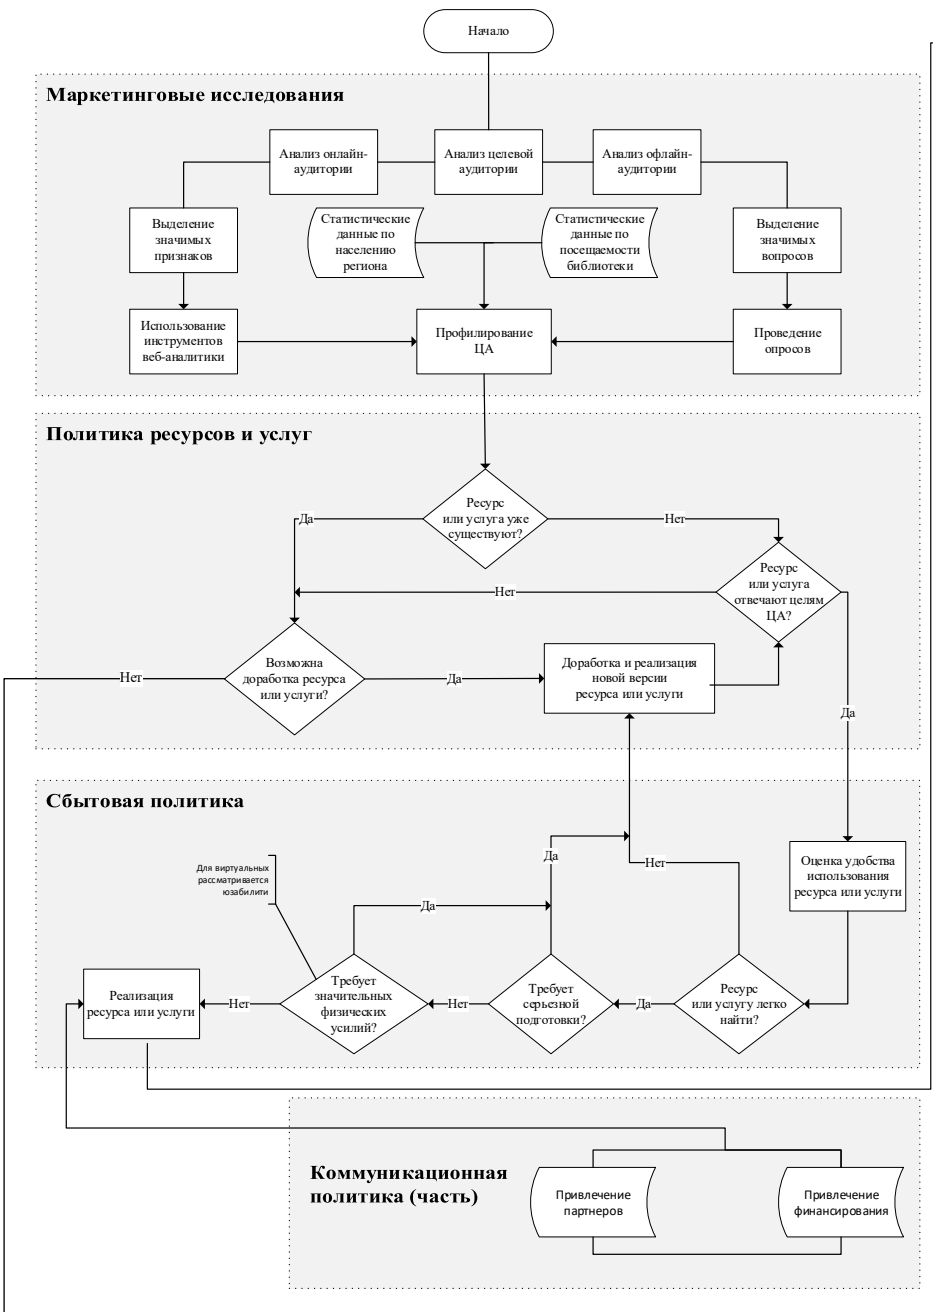 Начало
Маркетинговые исследования
Анализ онлайн-
аудитории
Анализ целевой
аудитории
Анализ офлайн-
аудитории
Выделение
значимых
признаков
Статистические
данные по
населению
региона
Статистические
данные по
посещаемости
библиотеки
Выделение
значимых
вопросов
Использование
инструментов
веб-аналитики
Профилирование
ЦА
Проведение
опросов
Политика ресурсов и услуг
Ресурс
или услуга уже
существуют?
Да
Нет
Ресурс
или услуга
отвечают целям
ЦА?
Нет
Возможна
доработка ресурса
или услуги?
Нет
Да
Доработка и реализация
новой версии
ресурса или услуги
Да
Сбытовая политика
Для виртуальных
рассматривается
юзабилити
Да
Да
Нет
Оценка удобства
использования
ресурса или услуги
Реализация
ресурса или услуги
Нет
Требует
значительных
физических
усилий?
Нет
Требует
серьезной
подготовки?
Да
Ресурс
или услугу легко
найти?
Коммуникационная
политика (часть)
Привлечение
партнеров
Привлечение
финансирования